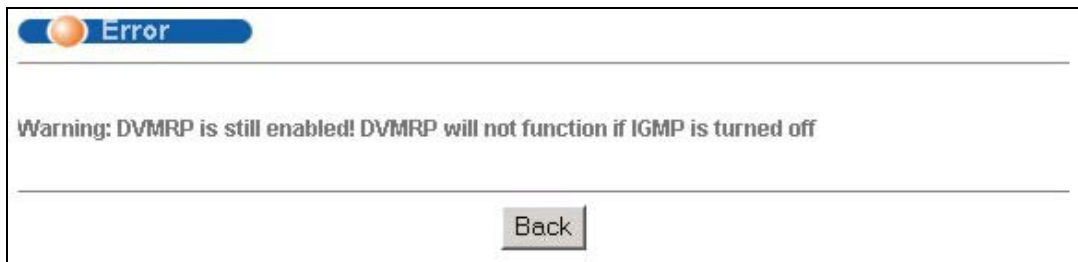 Error
Warning: DVMRP is still enabled! DVMRP will not function if IGMP is turned off
Back